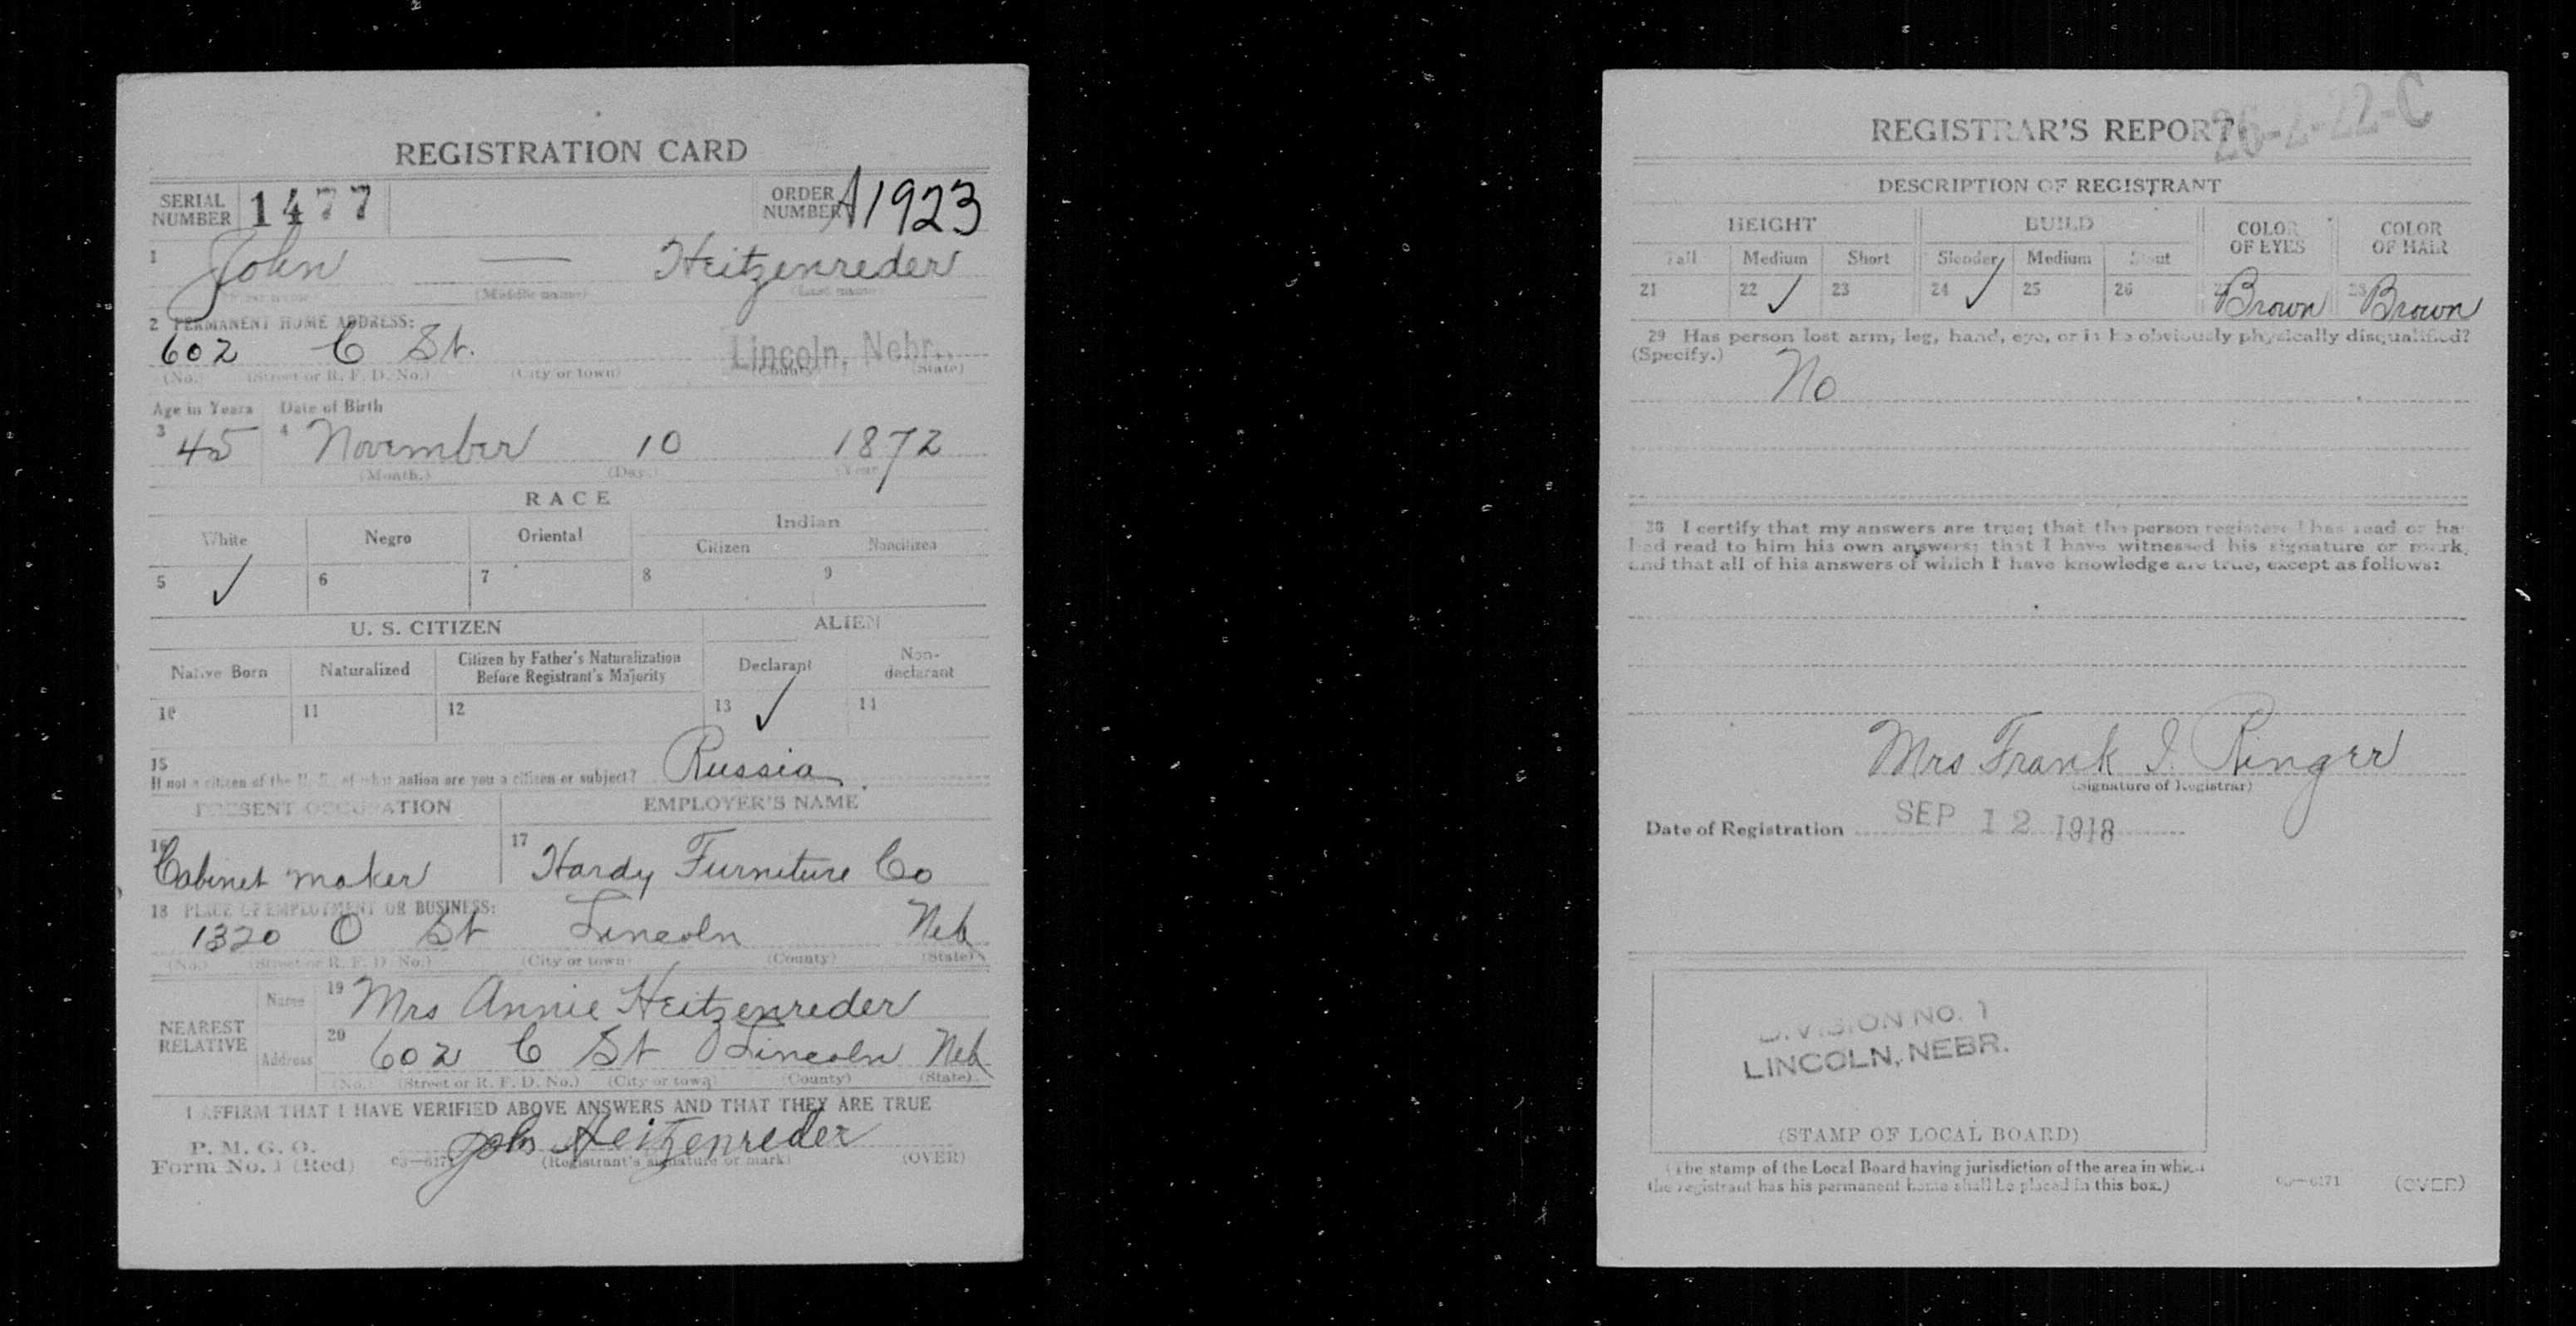 REGISTRATION CARD
SERIAL NUMBER 1477 ORDER NUMBER A1923
1 John — Heitzenreder
(Middle name) (Last name)
2 PERMANENT HOME ADDRESS:
602 C St. Lincoln, Nebr.
(No.) (Street or R. F. D. No.) (City or town) (County) (State)
Age in Years Date of Birth
3 45 4 November 10 1872
(Month.) (Day.) (Year.)
RACE
White Negro Oriental Indian
Citizen Noncitizen
5 ✓ 6 7 8 9
U. S. CITIZEN ALIEN
Native Born Naturalized Citizen by Father's Naturalization Before Registrant's Majority Declarant Non-declarant
10 11 12 13 ✓ 14
15
If not a citizen of the U. S., of what nation are you a citizen or subject? Russia
PRESENT OCCUPATION EMPLOYER'S NAME
16 Cabinet maker 17 Hardy Furniture Co
18 PLACE OF EMPLOYMENT OR BUSINESS:
1320 O St Lincoln Neb
(No.) (Street or R. F. D. No.) (City or town) (County) (State)
NEAREST RELATIVE Name 19 Mrs Annie Heitzenreder
Address 20 602 C St Lincoln Neb
(No.) (Street or R. F. D. No.) (City or town) (County) (State)
I AFFIRM THAT I HAVE VERIFIED ABOVE ANSWERS AND THAT THEY ARE TRUE
P. M. G. O.
Form No. 1 (Red) John Heitzenreder
(Registrant's signature or mark) (OVER)
REGISTRAR'S REPORT
26-2-22-C
DESCRIPTION OF REGISTRANT
HEIGHT BUILD COLOR OF EYES COLOR OF HAIR
Tall Medium Short Slender Medium Stout
21 22 ✓ 23 24 ✓ 25 26 27 Brown 28 Brown
29 Has person lost arm, leg, hand, eye, or is he obviously physically disqualified?
(Specify.) No
30 I certify that my answers are true; that the person registered has read or has
had read to him his own answers; that I have witnessed his signature or mark,
and that all of his answers of which I have knowledge are true, except as follows:
Mrs Frank I. Ringer
(Signature of Registrar)
Date of Registration SEP 12 1918
DIVISION NO. 1
LINCOLN, NEBR.
(STAMP OF LOCAL BOARD)
(The stamp of the Local Board having jurisdiction of the area in which
the registrant has his permanent home shall be placed in this box.)
03—6171 (OVER)